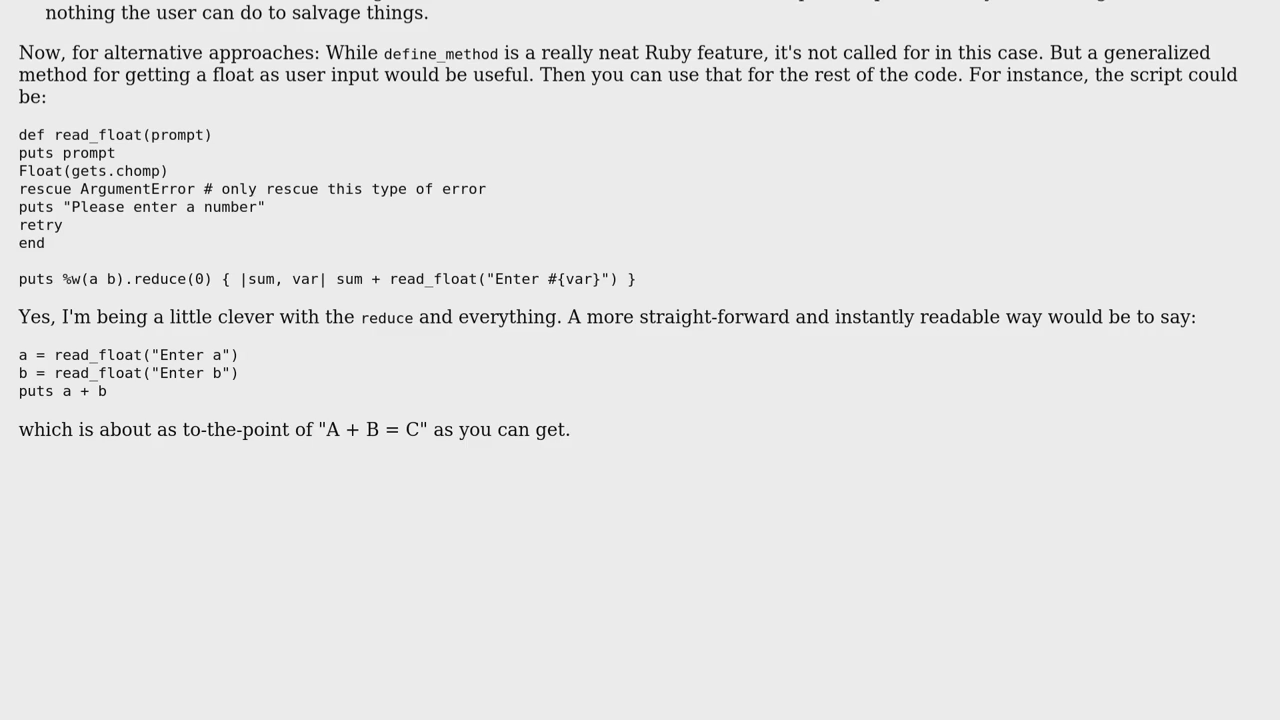 nothing the user can do to salvage things.
Now, for alternative approaches: While define_method is a really neat Ruby feature, it's not called for in this case. But a generalized
method for getting a float as user input would be useful. Then you can use that for the rest of the code. For instance, the script could
be:
def read_float(prompt)
puts prompt
Float(gets.chomp)
rescue ArgumentError # only rescue this type of error
puts "Please enter a number"
retry
end
puts %w(a b).reduce(0) { |sum, var| sum + read_float("Enter #{var}") }
Yes, I'm being a little clever with the reduce and everything. A more straight-forward and instantly readable way would be to say:
a = read_float("Enter a")
b = read_float("Enter b")
puts a + b
which is about as to-the-point of "A + B = C" as you can get.